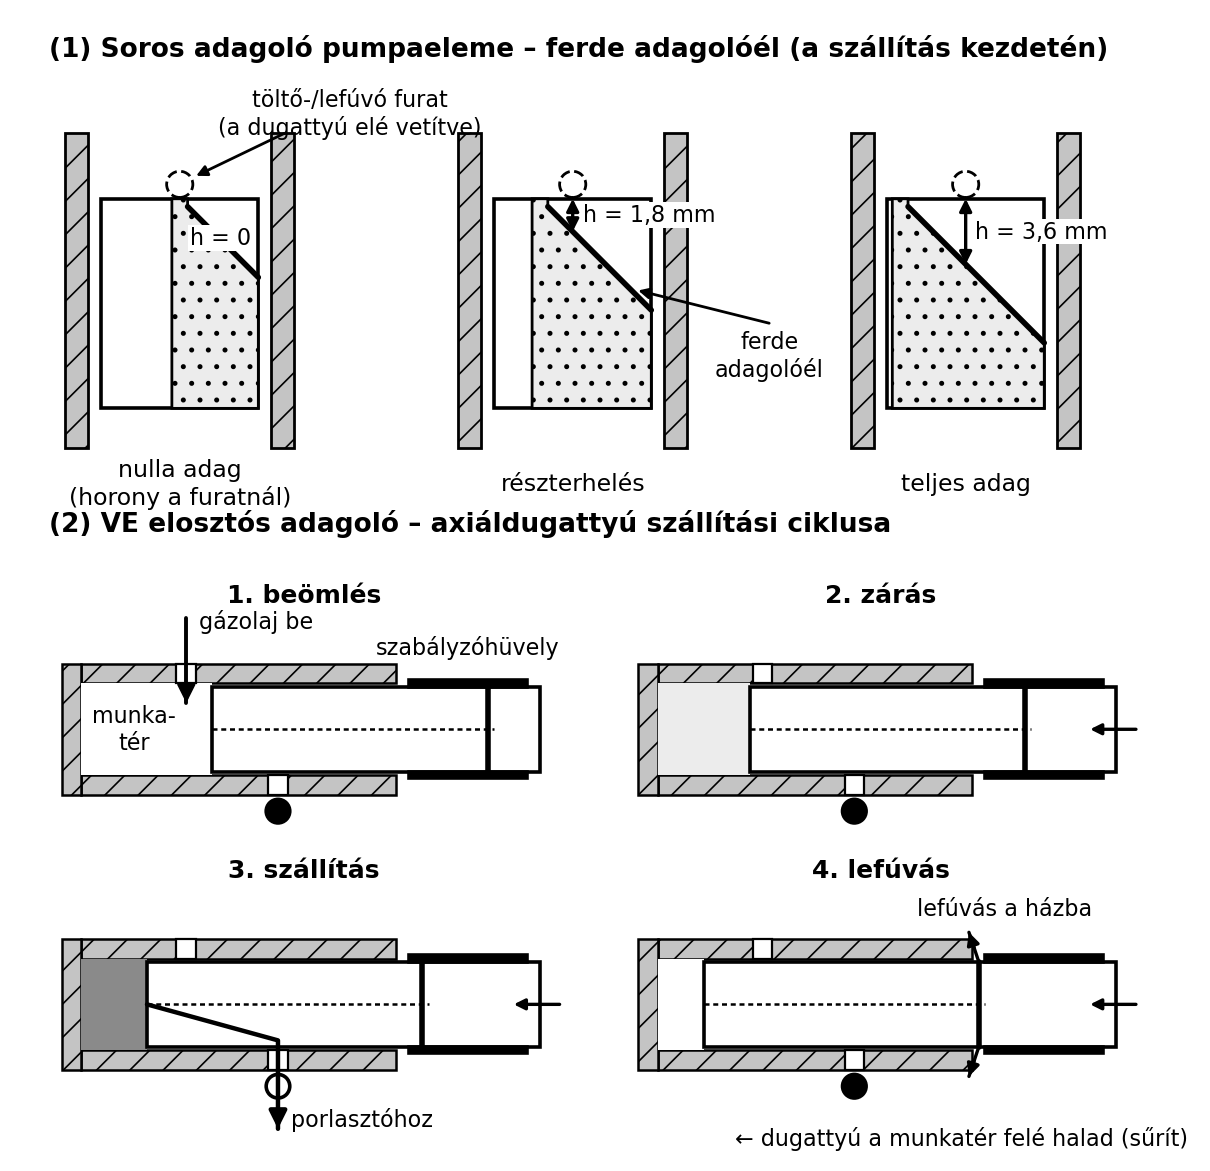 (1) Soros adagoló pumpaeleme – ferde adagolóél (a szállítás kezdetén)
töltő-/lefúvó furat
(a dugattyú elé vetítve)
h = 0
h = 1,8 mm
h = 3,6 mm
ferde
adagolóél
nulla adag
(horony a furatnál)
részterhelés
teljes adag
(2) VE elosztós adagoló – axiáldugattyú szállítási ciklusa
1. beömlés
gázolaj be
szabályzóhüvely
munka-
tér
2. zárás
3. szállítás
porlasztóhoz
4. lefúvás
lefúvás a házba
← dugattyú a munkatér felé halad (sűrít)